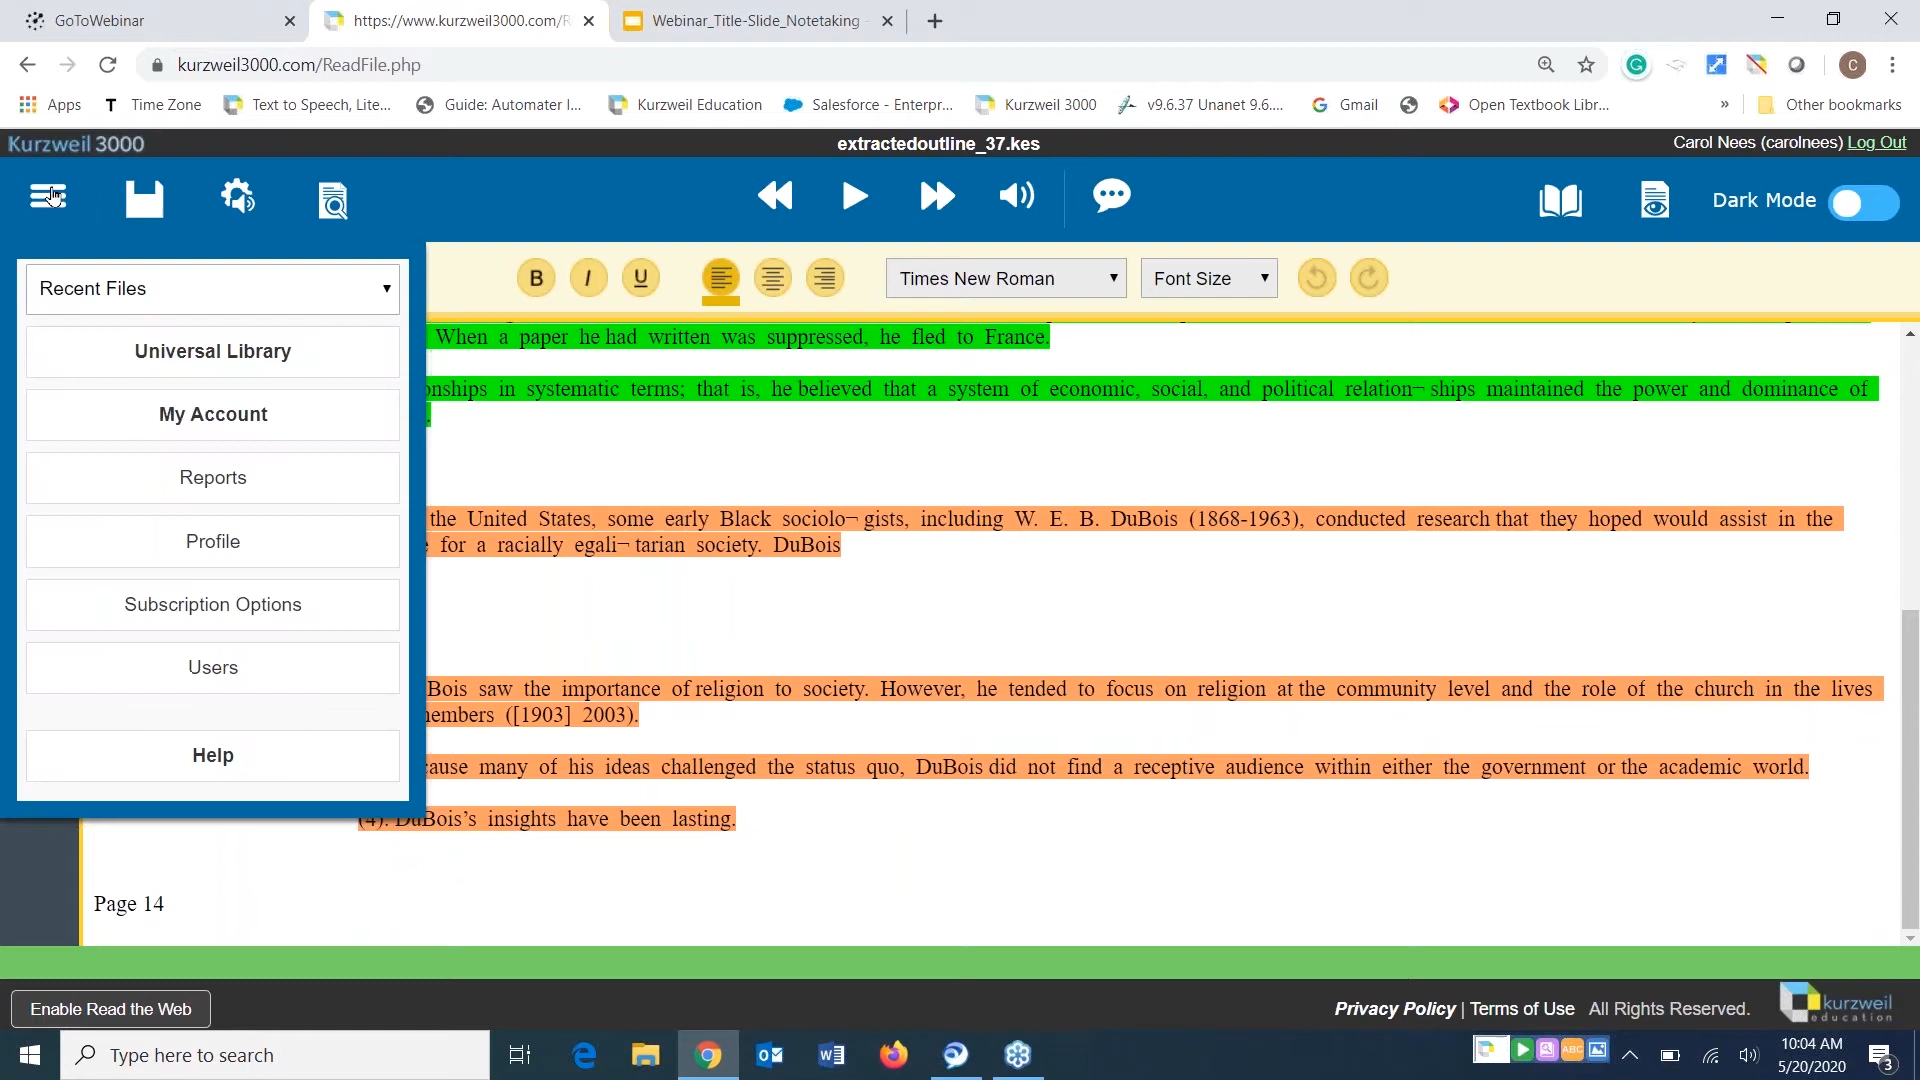 GoToWebinar
https://www.kurzweil3000.com/R
Webinar_Title-Slide_Notetaking
kurzweil3000.com/ReadFile.php
Apps
T Time Zone
Text to Speech, Lite...
Guide: Automater I...
Kurzweil Education
Salesforce - Enterpr...
Kurzweil 3000
v9.6.37 Unanet 9.6....
Gmail
Open Textbook Libr...
»
Other bookmarks
Kurzweil 3000
extractedoutline_37.kes
Carol Nees (carolnees) Log Out
Dark Mode
B I U
Times New Roman
Font Size
Recent Files
Universal Library
My Account
Reports
Profile
Subscription Options
Users
Help
When a paper he had written was suppressed, he fled to France.
onships in systematic terms; that is, he believed that a system of economic, social, and political relation¬ ships maintained the power and dominance of
.
the United States, some early Black sociolo¬ gists, including W. E. B. DuBois (1868-1963), conducted research that they hoped would assist in the
e for a racially egali¬ tarian society. DuBois
Bois saw the importance of religion to society. However, he tended to focus on religion at the community level and the role of the church in the lives
members ([1903] 2003).
cause many of his ideas challenged the status quo, DuBois did not find a receptive audience within either the government or the academic world.
(4). DuBois’s insights have been lasting.
Page 14
Enable Read the Web
Privacy Policy | Terms of Use All Rights Reserved.
kurzweil
education
Type here to search
ABC
10:04 AM
5/20/2020
3